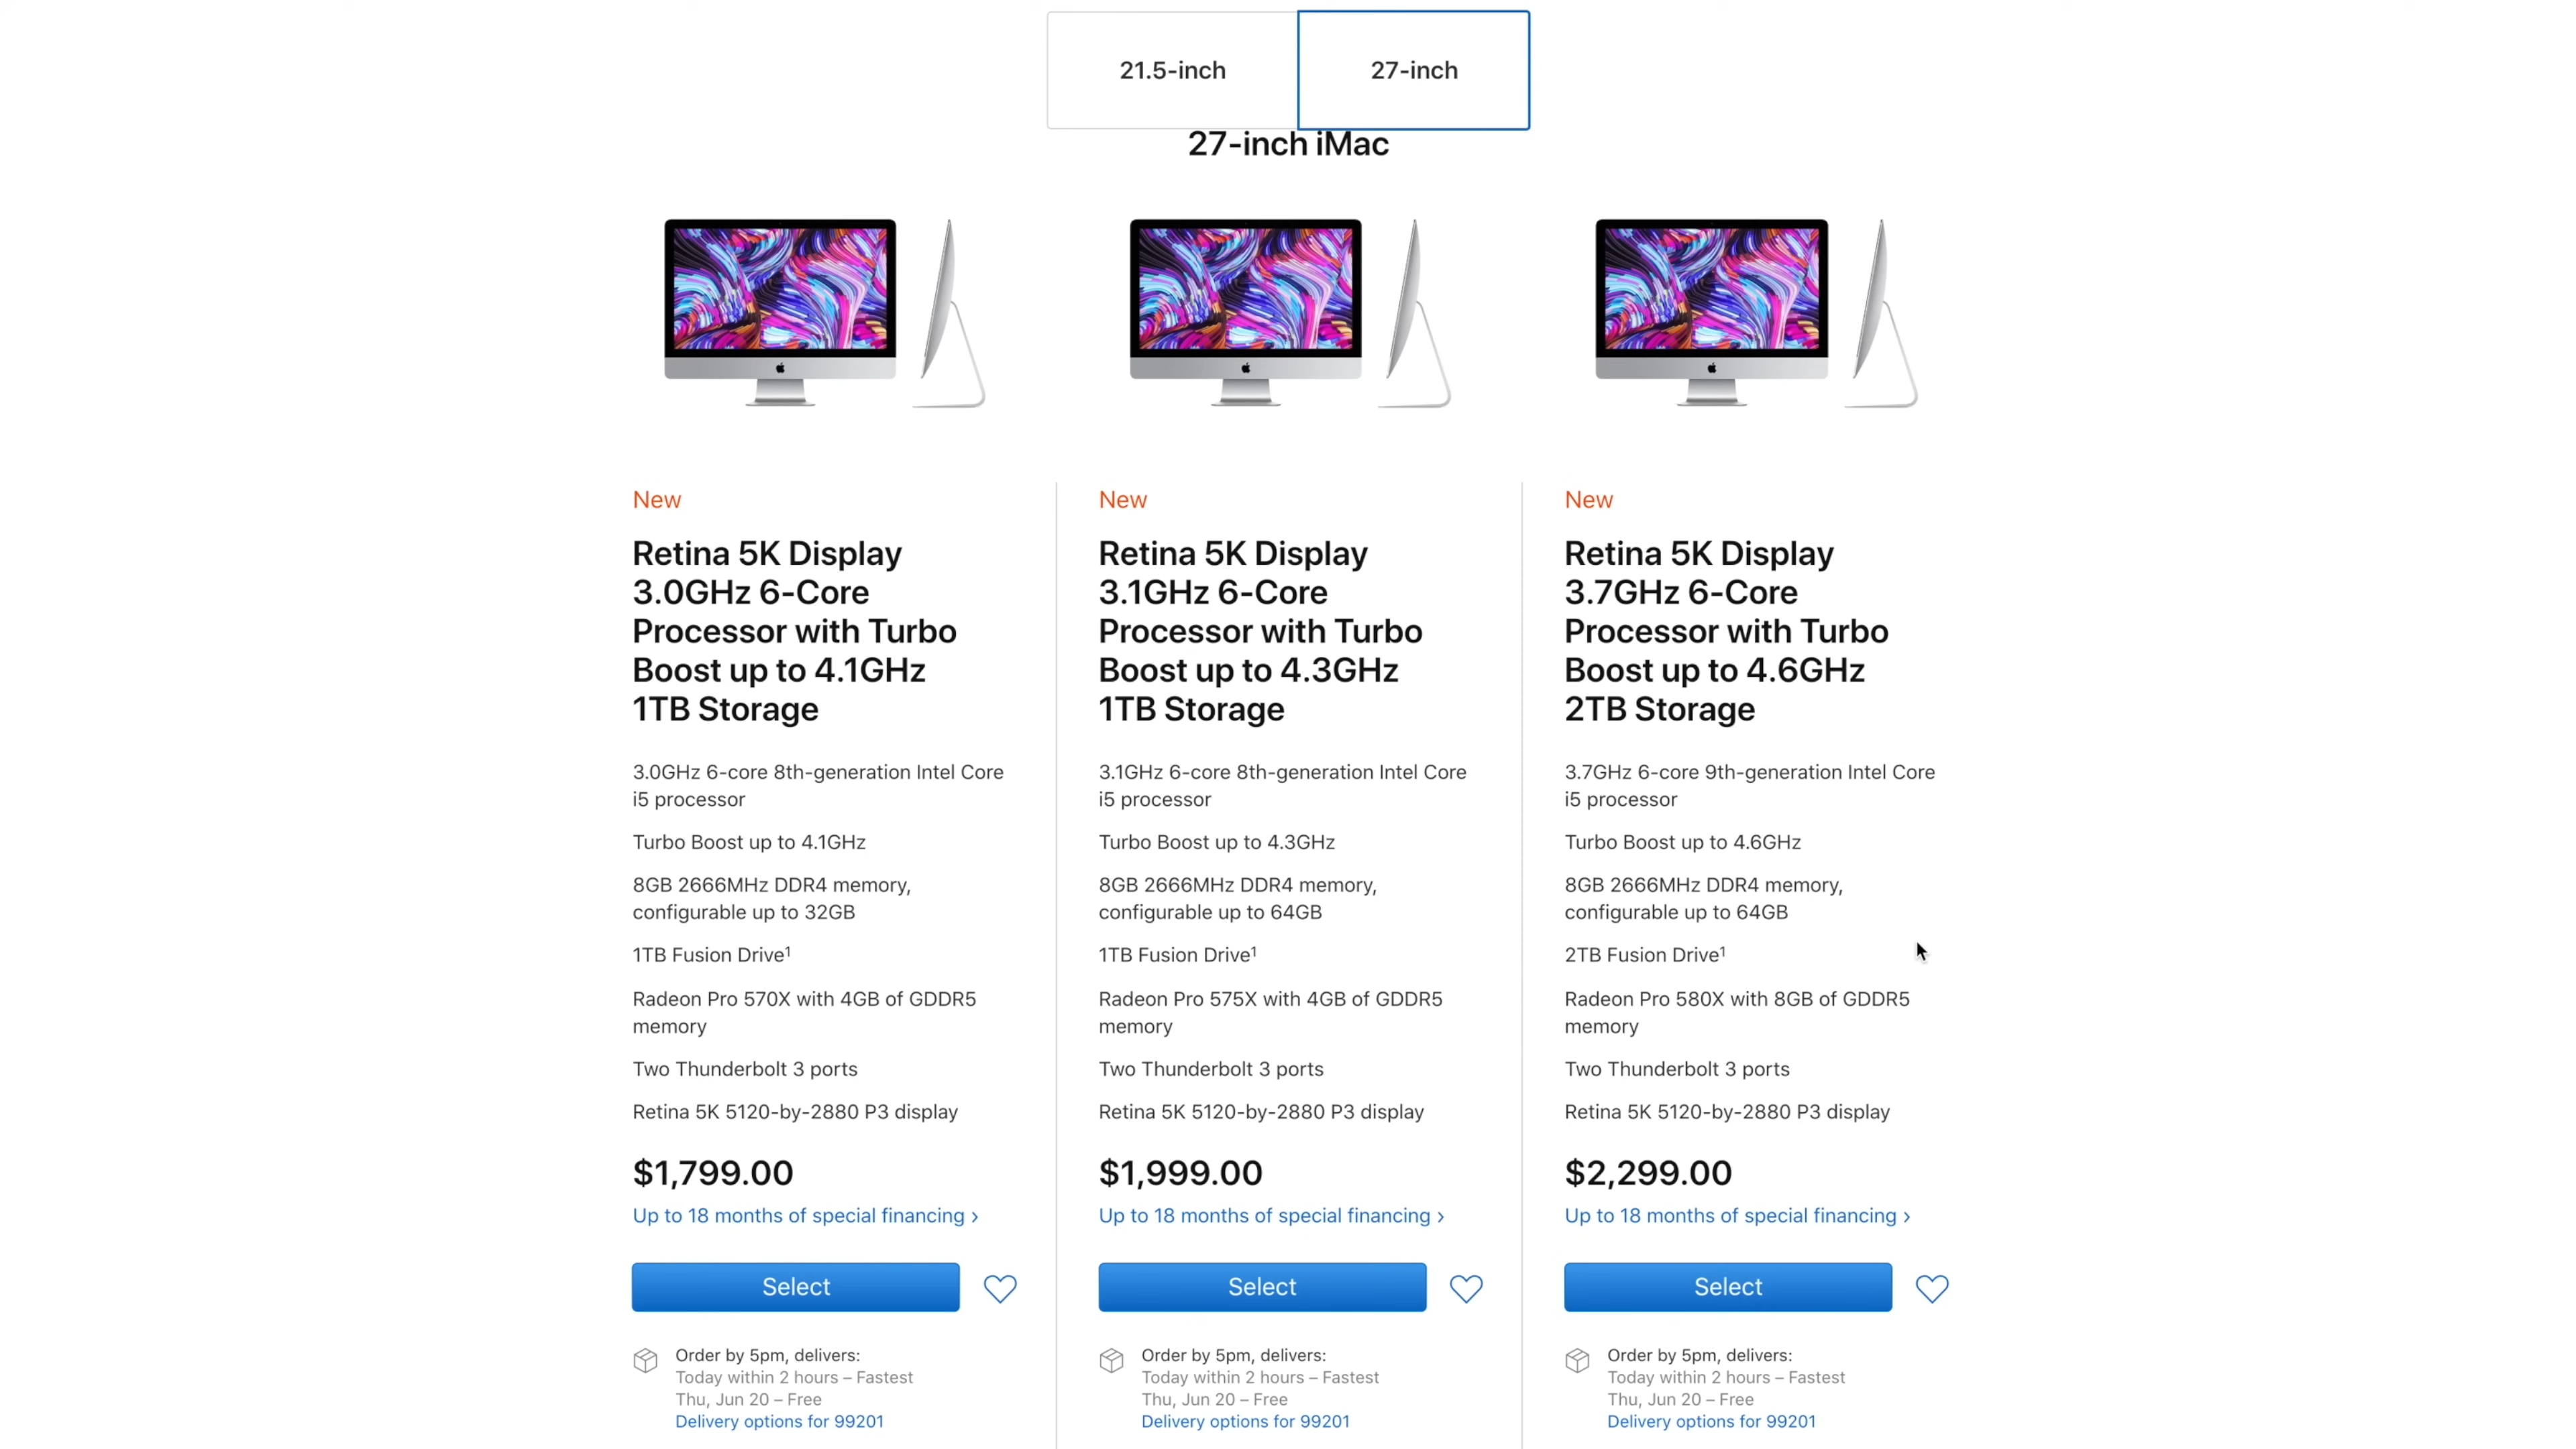 21.5-inch
27-inch
27-inch iMac
New
Retina 5K Display
3.0GHz 6-Core
Processor with Turbo
Boost up to 4.1GHz
1TB Storage
3.0GHz 6-core 8th-generation Intel Core
i5 processor
Turbo Boost up to 4.1GHz
8GB 2666MHz DDR4 memory,
configurable up to 32GB
1TB Fusion Drive¹
Radeon Pro 570X with 4GB of GDDR5
memory
Two Thunderbolt 3 ports
Retina 5K 5120-by-2880 P3 display
$1,799.00
Up to 18 months of special financing ›
Select
Order by 5pm, delivers:
Today within 2 hours – Fastest
Thu, Jun 20 – Free
Delivery options for 99201
New
Retina 5K Display
3.1GHz 6-Core
Processor with Turbo
Boost up to 4.3GHz
1TB Storage
3.1GHz 6-core 8th-generation Intel Core
i5 processor
Turbo Boost up to 4.3GHz
8GB 2666MHz DDR4 memory,
configurable up to 64GB
1TB Fusion Drive¹
Radeon Pro 575X with 4GB of GDDR5
memory
Two Thunderbolt 3 ports
Retina 5K 5120-by-2880 P3 display
$1,999.00
Up to 18 months of special financing ›
Select
Order by 5pm, delivers:
Today within 2 hours – Fastest
Thu, Jun 20 – Free
Delivery options for 99201
New
Retina 5K Display
3.7GHz 6-Core
Processor with Turbo
Boost up to 4.6GHz
2TB Storage
3.7GHz 6-core 9th-generation Intel Core
i5 processor
Turbo Boost up to 4.6GHz
8GB 2666MHz DDR4 memory,
configurable up to 64GB
2TB Fusion Drive¹
Radeon Pro 580X with 8GB of GDDR5
memory
Two Thunderbolt 3 ports
Retina 5K 5120-by-2880 P3 display
$2,299.00
Up to 18 months of special financing ›
Select
Order by 5pm, delivers:
Today within 2 hours – Fastest
Thu, Jun 20 – Free
Delivery options for 99201